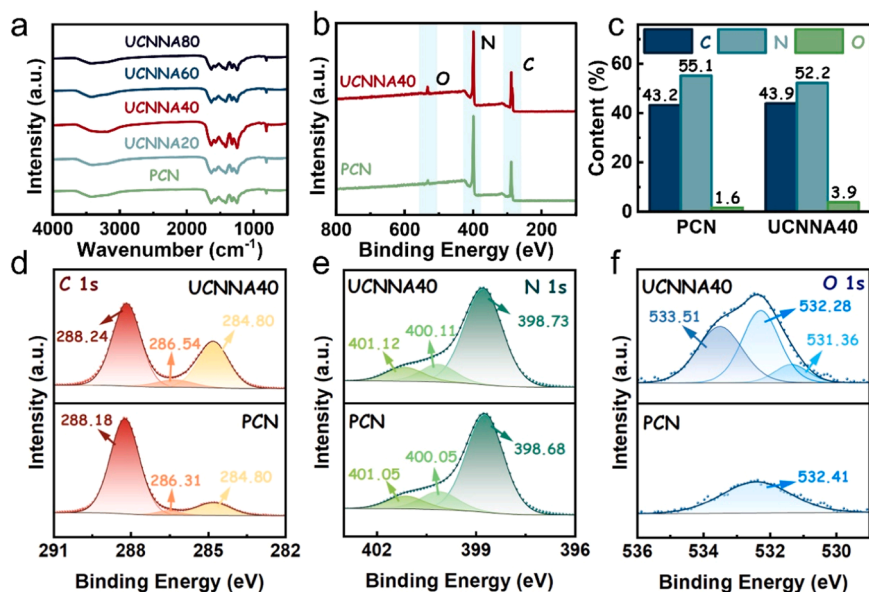 a
UCNNA80
UCNNA60
UCNNA40
UCNNA20
PCN
Intensity (a.u.)
4000 3000 2000 1000
Wavenumber (cm⁻¹)
b
N
C
O
UCNNA40
PCN
Intensity (a.u.)
800 600 400 200
Binding Energy (eV)
c
C N O
Content (%)
60
40
20
0
43.2 55.1 1.6
43.9 52.2 3.9
PCN UCNNA40
d
C 1s
UCNNA40
288.24 286.54 284.80
PCN
288.18 286.31 284.80
Intensity (a.u.)
291 288 285 282
Binding Energy (eV)
e
UCNNA40 N 1s
401.12 400.11 398.73
PCN
401.05 400.05 398.68
Intensity (a.u.)
402 399 396
Binding Energy (eV)
f
UCNNA40 O 1s
533.51 532.28 531.36
PCN
532.41
Intensity (a.u.)
536 534 532 530
Binding Energy (eV)